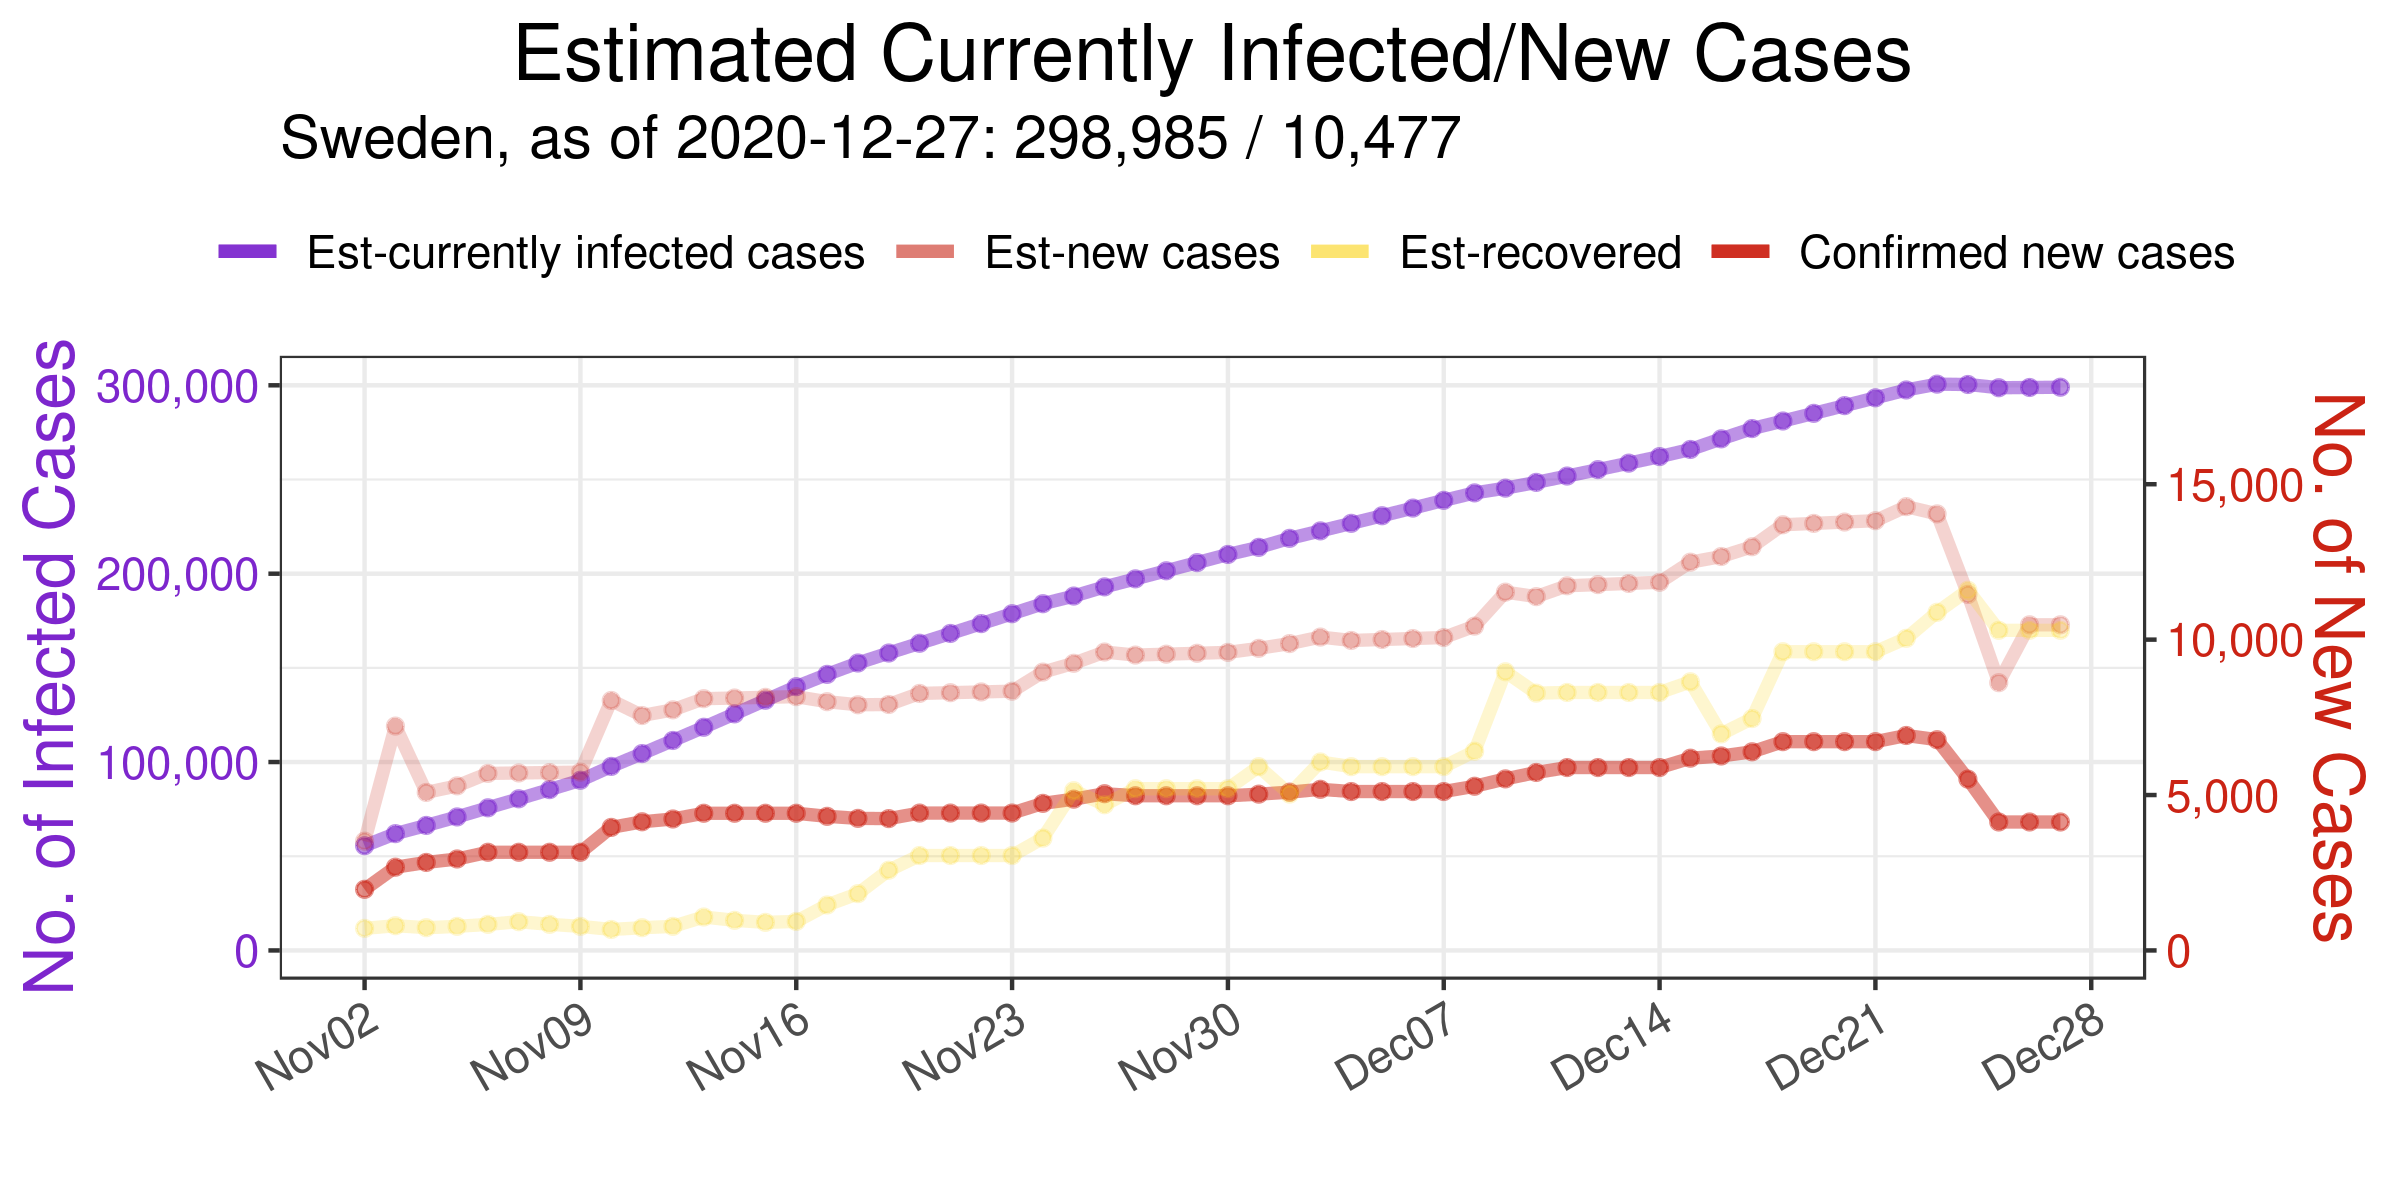 Estimated Currently Infected/New Cases
Sweden, as of 2020-12-27: 298,985 / 10,477
Est-currently infected cases Est-new cases Est-recovered Confirmed new cases
No. of Infected Cases
300,000
200,000
100,000
0
15,000
10,000
5,000
0
No. of New Cases
Nov02 Nov09 Nov16 Nov23 Nov30 Dec07 Dec14 Dec21 Dec28